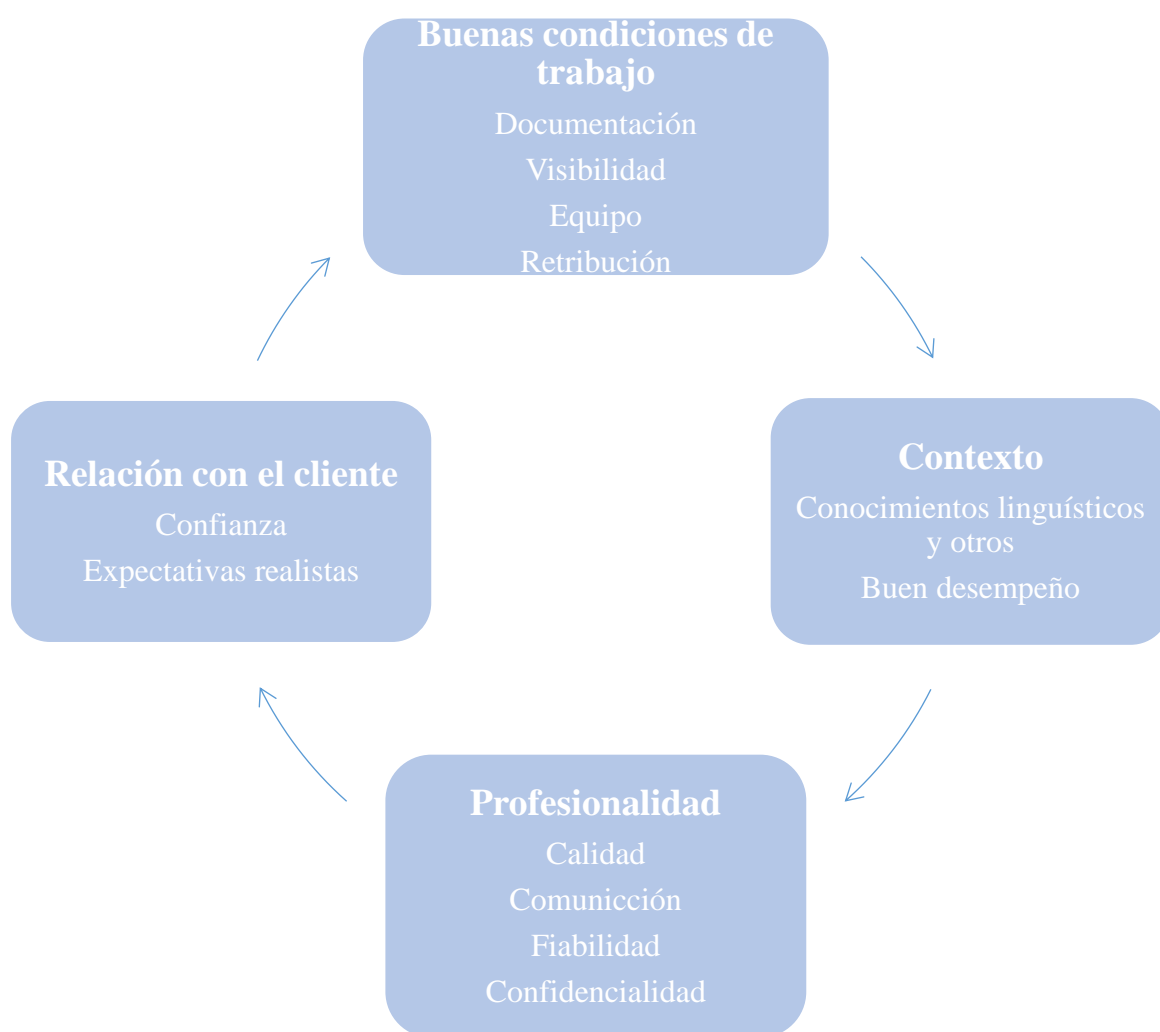 Buenas condiciones de
trabajo
Documentación
Visibilidad
Equipo
Retribución
Relación con el cliente
Confianza
Expectativas realistas
Contexto
Conocimientos linguísticos
y otros
Buen desempeño
Profesionalidad
Calidad
Comunicción
Fiabilidad
Confidencialidad